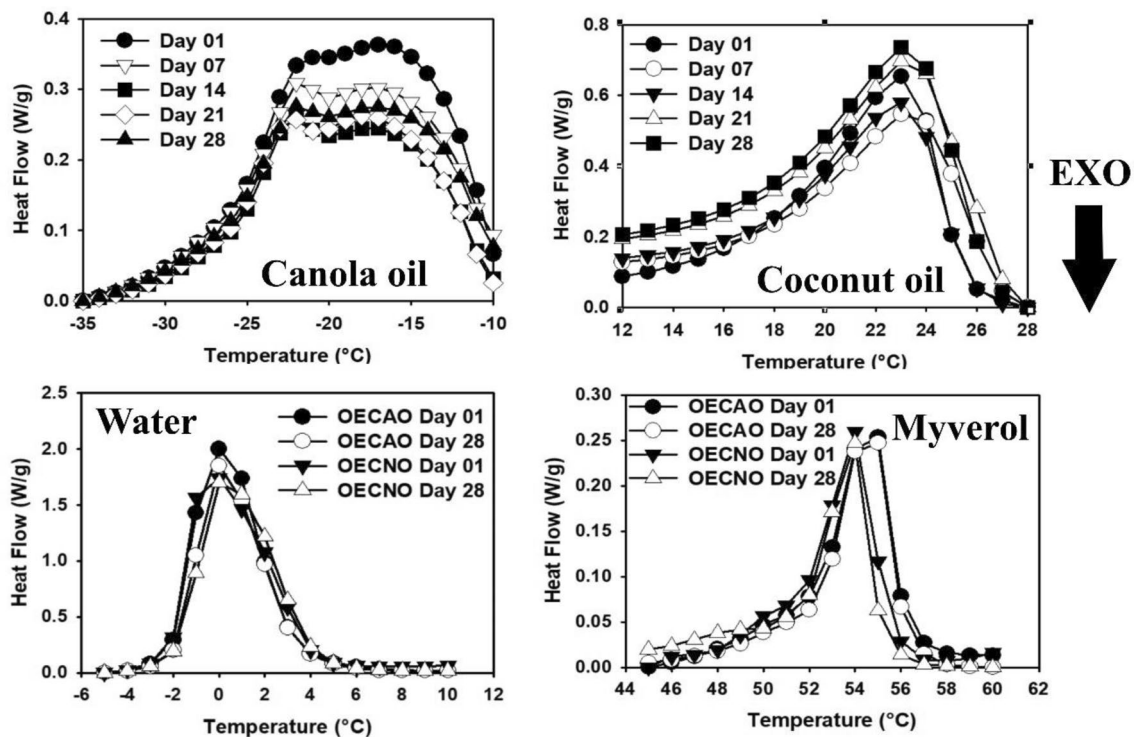 0.4
0.3
0.2
0.1
0.0
Heat Flow (W/g)
Day 01
Day 07
Day 14
Day 21
Day 28
Canola oil
-35 -30 -25 -20 -15 -10
Temperature (°C)
0.8
0.6
0.4
0.2
0.0
Heat Flow (W/g)
Day 01
Day 07
Day 14
Day 21
Day 28
Coconut oil
12 14 16 18 20 22 24 26 28
Temperature (°C)
EXO
2.5
2.0
1.5
1.0
0.5
0.0
Heat Flow (W/g)
Water
OECAO Day 01
OECAO Day 28
OECNO Day 01
OECNO Day 28
-6 -4 -2 0 2 4 6 8 10 12
Temperature (°C)
0.30
0.25
0.20
0.15
0.10
0.05
0.00
Heat Flow (W/g)
OECAO Day 01
OECAO Day 28
OECNO Day 01
OECNO Day 28
Myverol
44 46 48 50 52 54 56 58 60 62
Temperature (°C)